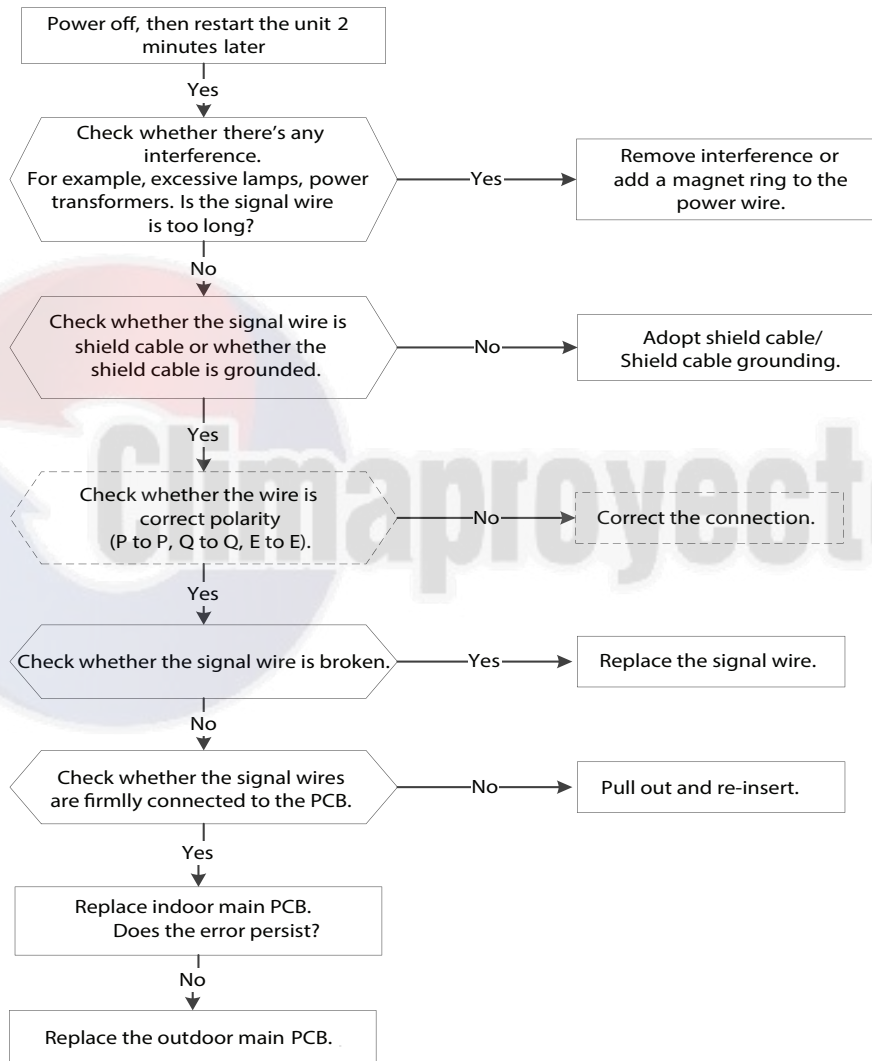 Power off, then restart the unit 2
minutes later
Yes
Check whether there's any
interference.
For example, excessive lamps, power
transformers. Is the signal wire
is too long?
Yes
Remove interference or
add a magnet ring to the
power wire.
No
Check whether the signal wire is
shield cable or whether the
shield cable is grounded.
No
Adopt shield cable/
Shield cable grounding.
Yes
Climaproyect
Check whether the wire is
correct polarity
(P to P, Q to Q, E to E).
No
Correct the connection.
Yes
Check whether the signal wire is broken.
Yes
Replace the signal wire.
No
Check whether the signal wires
are firmlly connected to the PCB.
No
Pull out and re-insert.
Yes
Replace indoor main PCB.
Does the error persist?
No
Replace the outdoor main PCB.